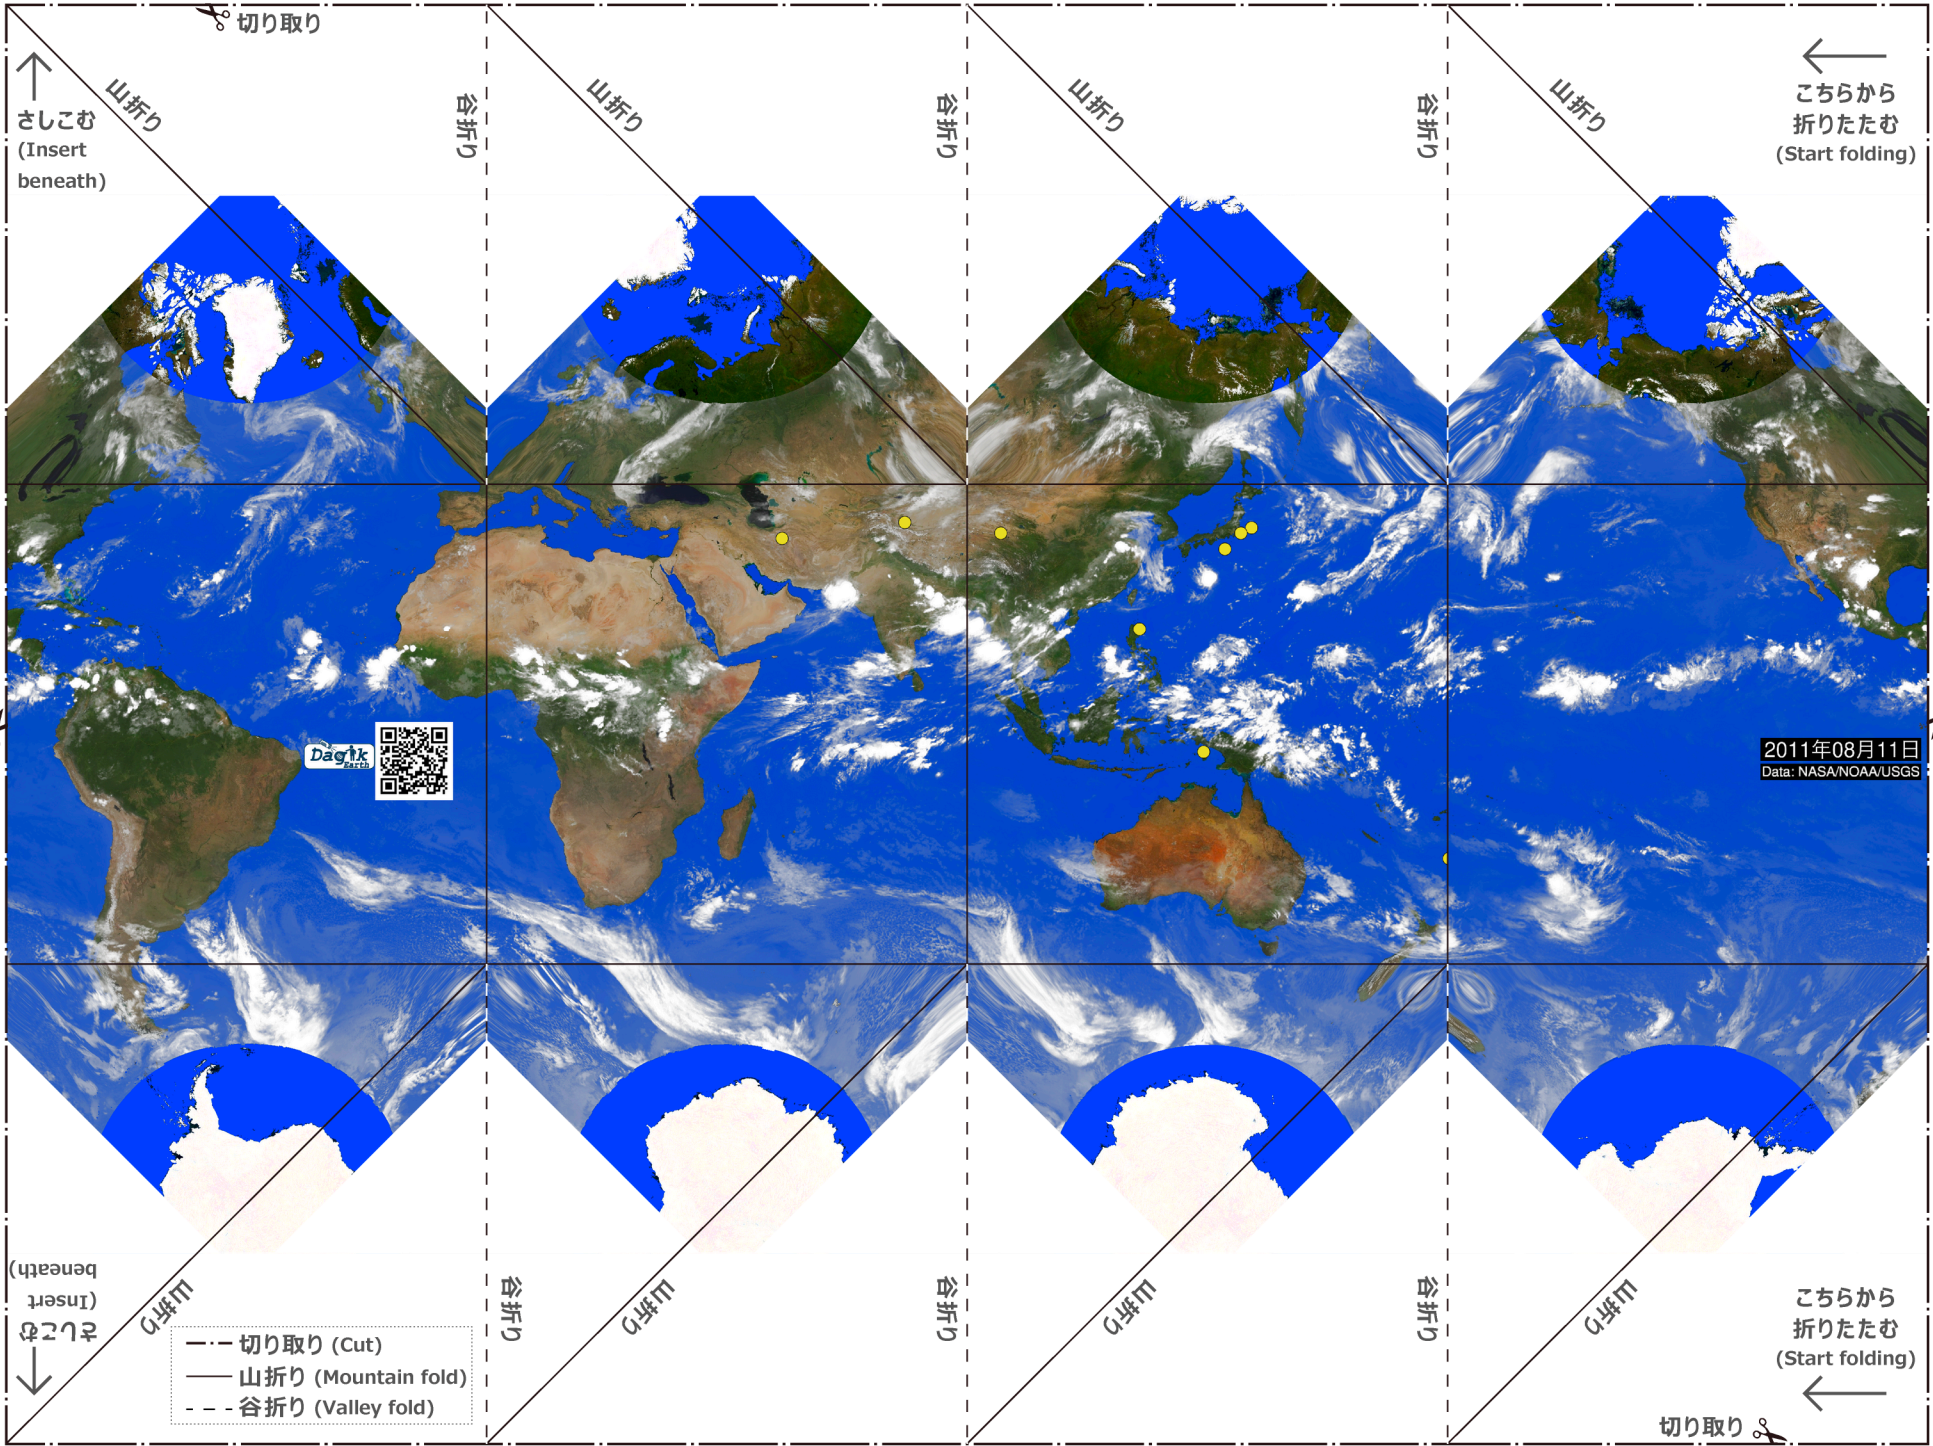 切り取り
山折り
山折り
山折り
山折り
谷折り
谷折り
谷折り
さしこむ
(Insert
beneath)
こちらから
折りたたむ
(Start folding)
Dagik
Earth
2011年08月11日
Data: NASA/NOAA/USGS
さしこむ
(Insert
beneath)
山折り
山折り
山折り
山折り
谷折り
谷折り
谷折り
こちらから
折りたたむ
(Start folding)
切り取り (Cut)
山折り (Mountain fold)
谷折り (Valley fold)
切り取り